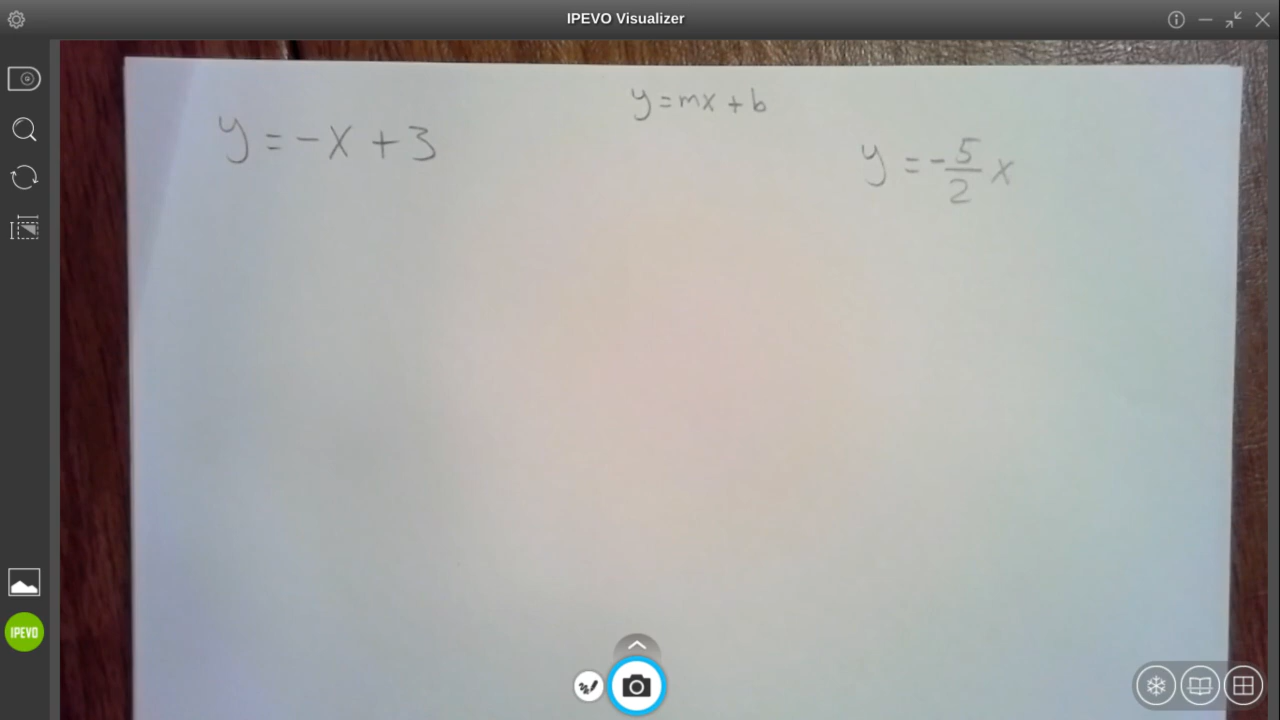 IPEVO Visualizer
y = mx + b
y = -x + 3
y = -5/2 x
IPEVO